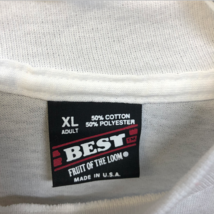 XL 50% COTTON
ADULT 50% POLYESTER
BEST
FRUIT OF THE LOOM®
MADE IN U.S.A.